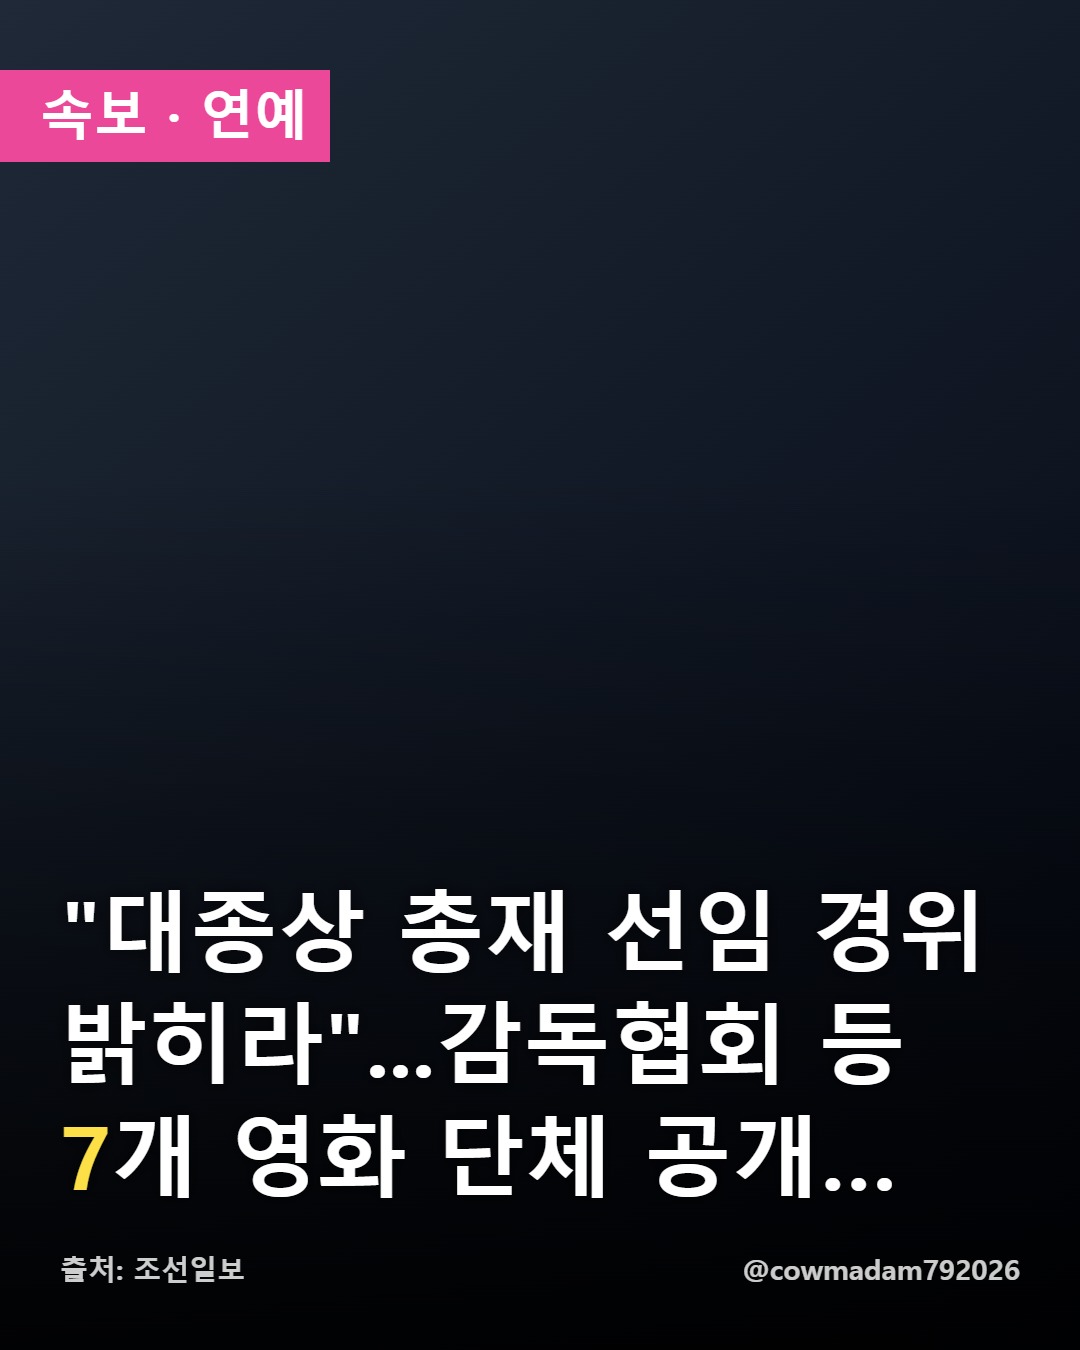 속보 · 연예
"대종상 총재 선임 경위
밝히라"...감독협회 등
7개 영화 단체 공개...
출처: 조선일보
@cowmadam792026